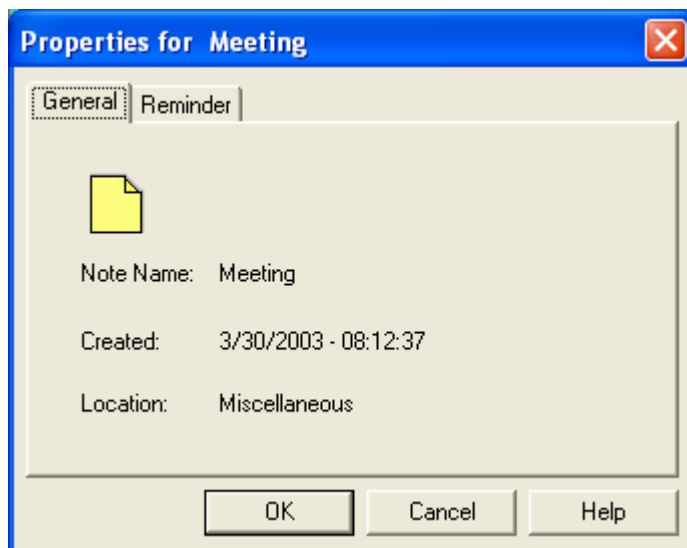 Properties for Meeting
General Reminder
Note Name: Meeting
Created: 3/30/2003 - 08:12:37
Location: Miscellaneous
OK Cancel Help